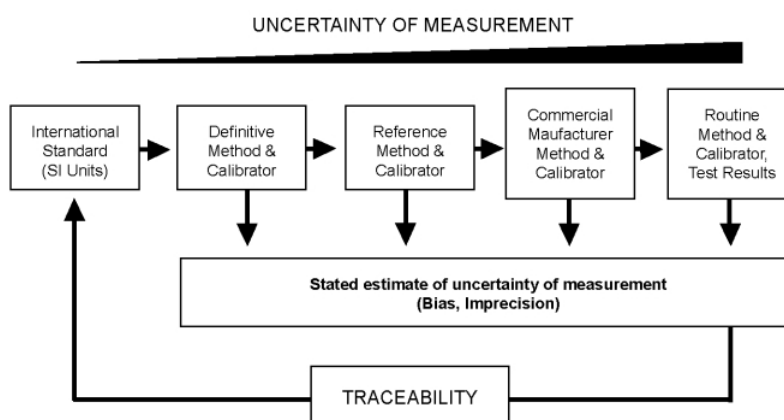 UNCERTAINTY OF MEASUREMENT
International
Standard
(SI Units)
Definitive
Method &
Calibrator
Reference
Method &
Calibrator
Commercial
Maufacturer
Method &
Calibrator
Routine
Method &
Calibrator,
Test Results
Stated estimate of uncertainty of measurement
(Bias, Imprecision)
TRACEABILITY